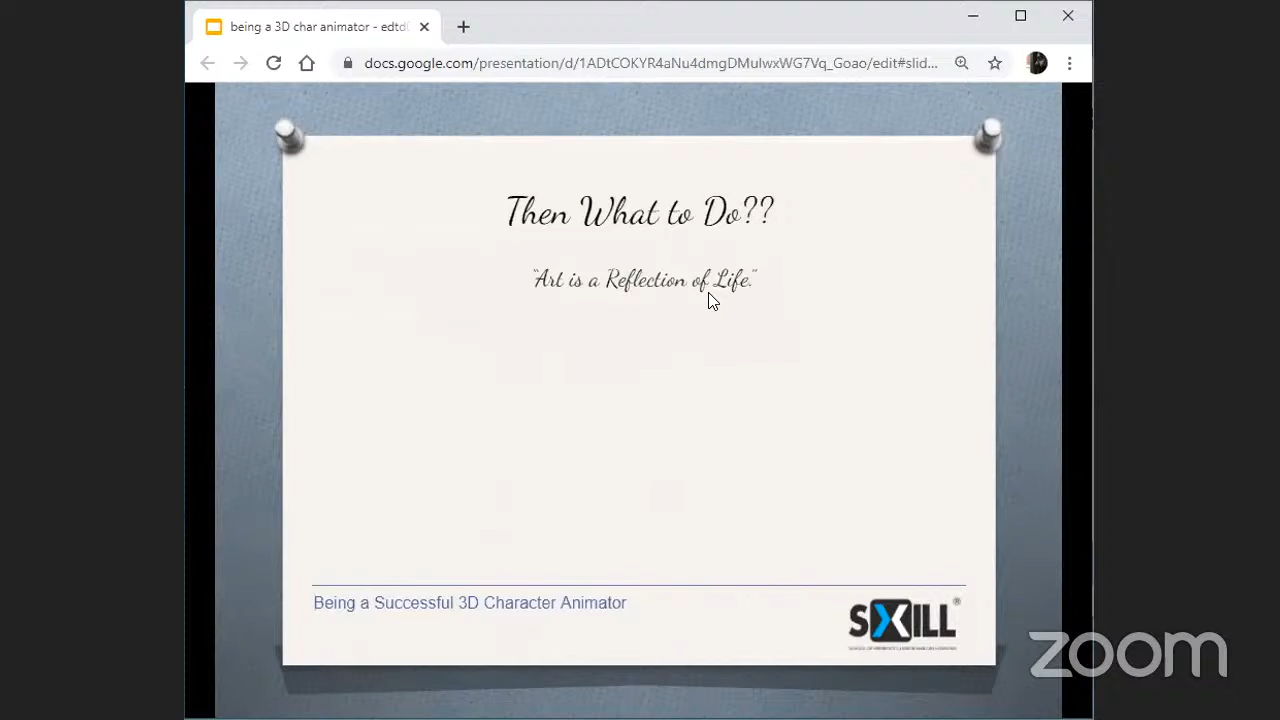 being a 3D char animator - edtd
docs.google.com/presentation/d/1ADtCOKYR4aNu4dmgDMulwxWG7Vq_Goao/edit#slid...
Then What to Do??
"Art is a Reflection of Life."
Being a Successful 3D Character Animator
SXILL®
zoom